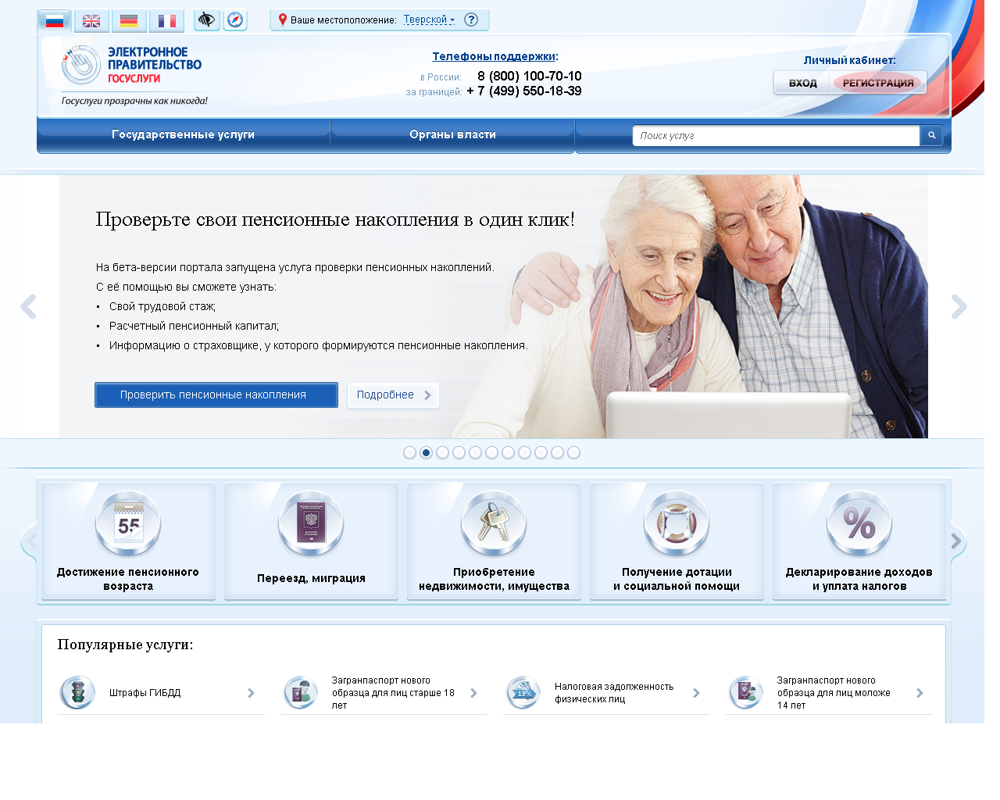 Ваше местоположение: Тверской
ЭЛЕКТРОННОЕ
ПРАВИТЕЛЬСТВО
ГОСУСЛУГИ
Госуслуги прозрачны как никогда!
Телефоны поддержки:
в России: 8 (800) 100-70-10
за границей: + 7 (499) 550-18-39
Личный кабинет:
ВХОД РЕГИСТРАЦИЯ
Государственные услуги Органы власти Поиск услуг
Проверьте свои пенсионные накопления в один клик!
На бета-версии портала запущена услуга проверки пенсионных накоплений.
С её помощью вы сможете узнать:
• Свой трудовой стаж;
• Расчетный пенсионный капитал;
• Информацию о страховщике, у которого формируются пенсионные накопления.
Проверить пенсионные накопления Подробнее
55
Достижение пенсионного
возраста
Переезд, миграция
Приобретение
недвижимости, имущества
Получение дотации
и социальной помощи
%
Декларирование доходов
и уплата налогов
Популярные услуги:
Штрафы ГИБДД
Загранпаспорт нового
образца для лиц старше 18
лет
13 %
Налоговая задолженность
физических лиц
Загранпаспорт нового
образца для лиц моложе
14 лет